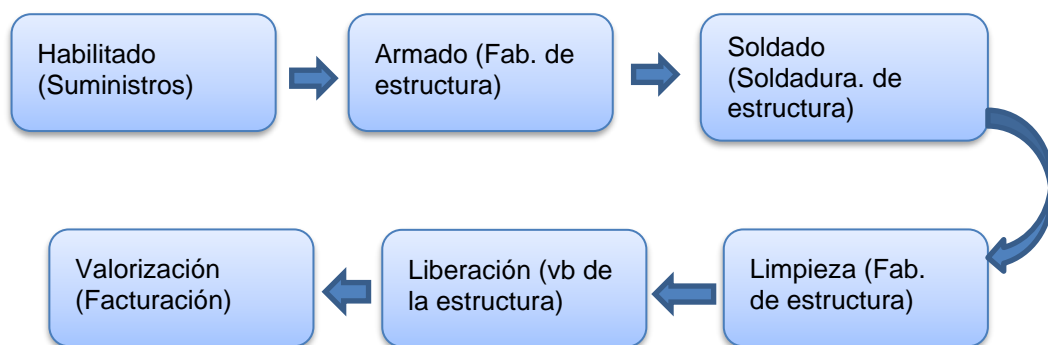 Habilitado
(Suministros)
Armado (Fab. de
estructura)
Soldado
(Soldadura. de
estructura)
Limpieza (Fab.
de estructura)
Liberación (vb de
la estructura)
Valorización
(Facturación)